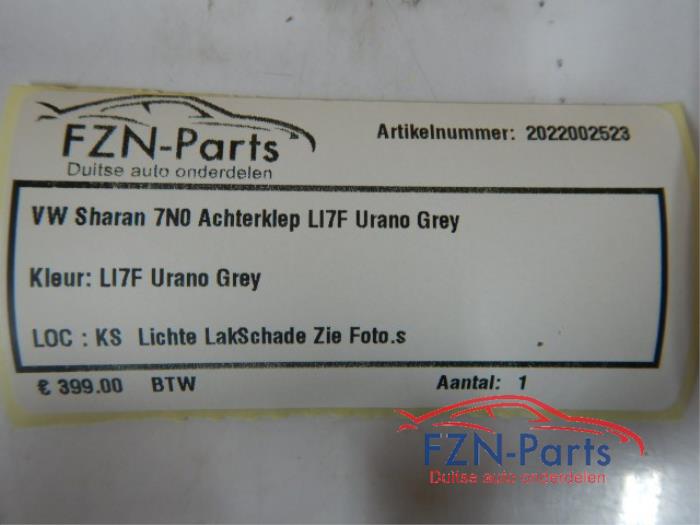 FZN-Parts
Duitse auto onderdelen
Artikelnummer: 2022002523
VW Sharan 7N0 Achterklep LI7F Urano Grey
Kleur: LI7F Urano Grey
LOC : KS Lichte LakSchade Zie Foto.s
€ 399.00 BTW Aantal: 1
FZN-Parts
Duitse auto onderdelen